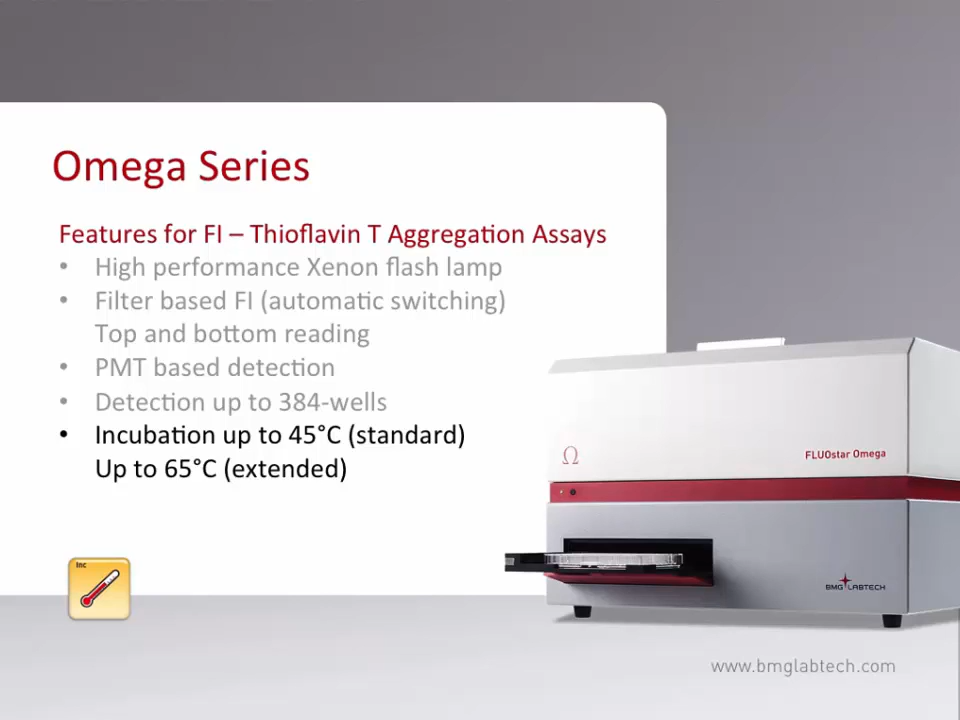 Omega Series
Features for FI – Thioflavin T Aggregation Assays
• High performance Xenon flash lamp
• Filter based FI (automatic switching)
Top and bottom reading
• PMT based detection
• Detection up to 384-wells
• Incubation up to 45°C (standard)
Up to 65°C (extended)
Ω
FLUOstar Omega
Inc
BMG LABTECH
www.bmglabtech.com